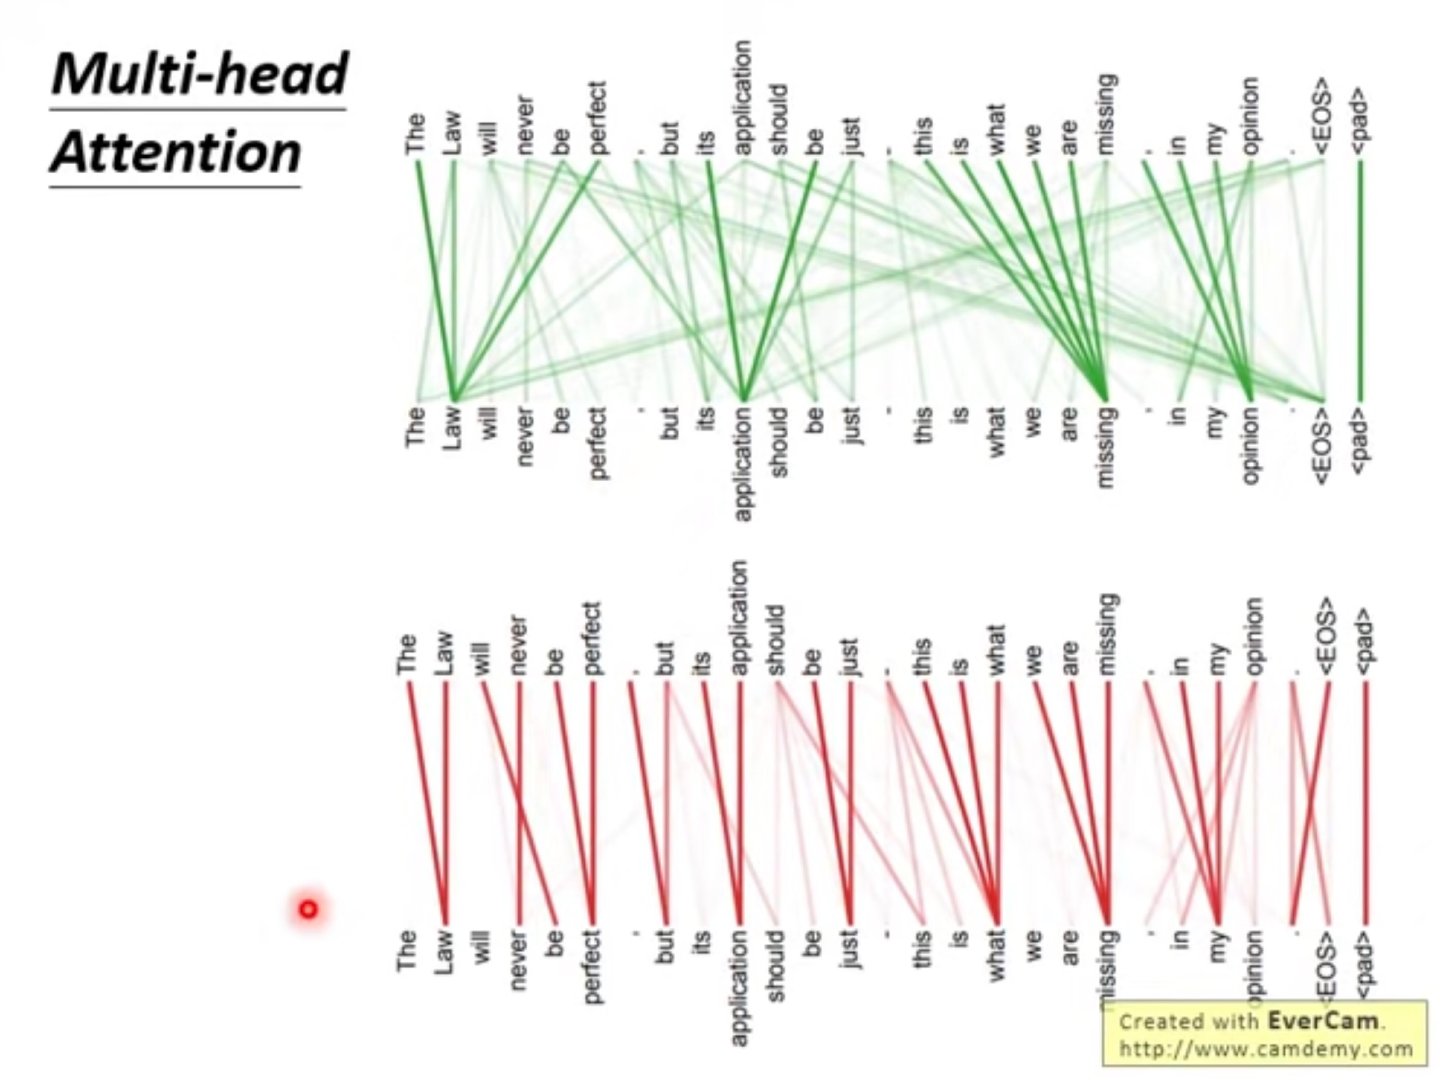 Multi-head
Attention
The Law will never be perfect , but its application should be just - this is what we are missing , in my opinion . <EOS> <pad>
The Law will never be perfect , but its application should be just - this is what we are missing , in my opinion . <EOS> <pad>
The Law will never be perfect , but its application should be just - this is what we are missing , in my opinion . <EOS> <pad>
The Law will never be perfect , but its application should be just - this is what we are missing , in my opinion . <EOS> <pad>
Created with EverCam.
http://www.camdemy.com